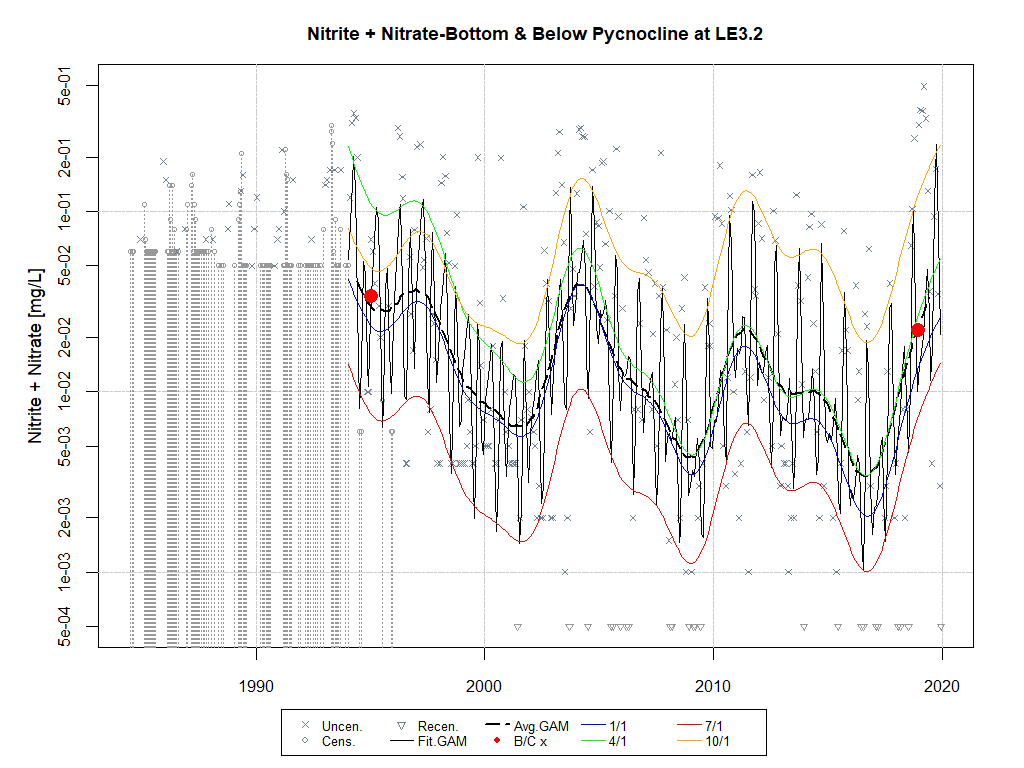 Nitrite + Nitrate-Bottom & Below Pycnocline at LE3.2
Nitrite + Nitrate [mg/L]
5e-01
2e-01
1e-01
5e-02
2e-02
1e-02
5e-03
2e-03
1e-03
5e-04
1990 2000 2010 2020
Uncen. Recen. Avg.GAM 1/1 7/1
Cens. Fit.GAM B/C x 4/1 10/1